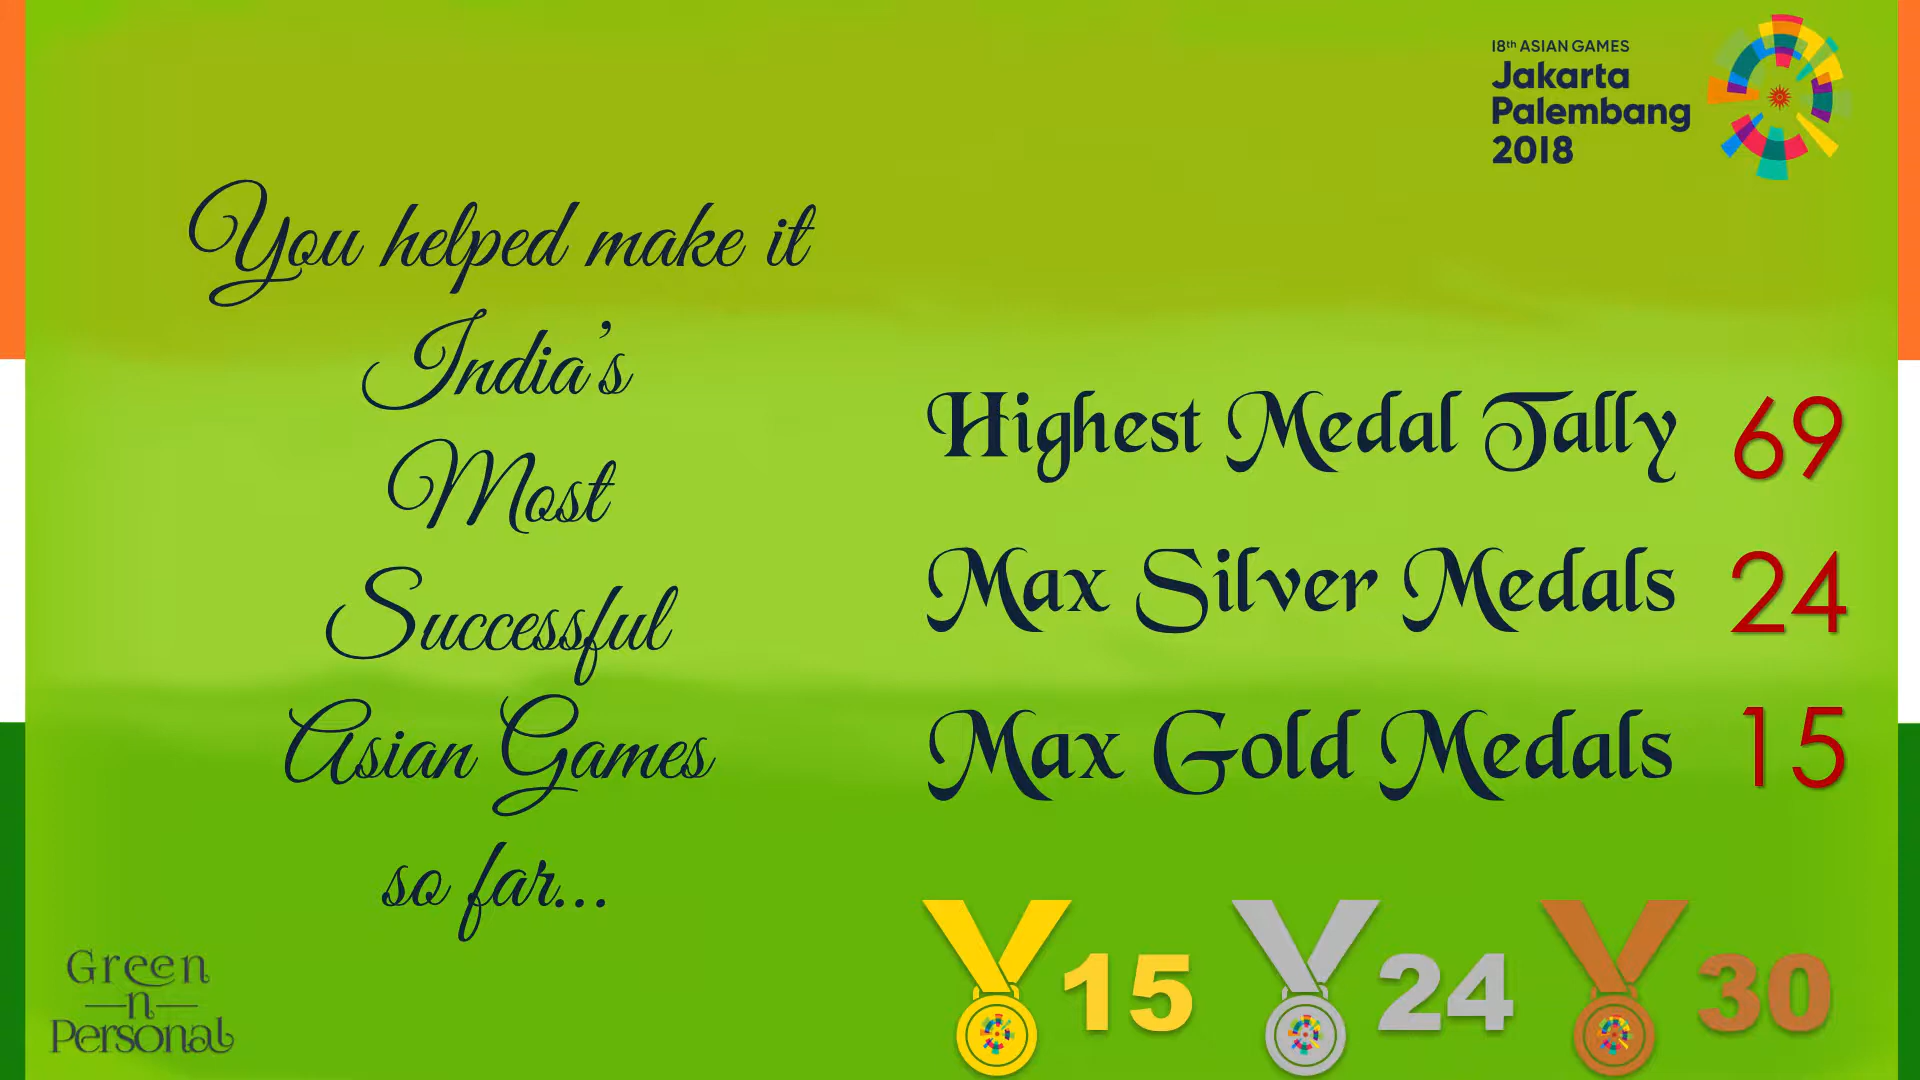 18th ASIAN GAMES
Jakarta
Palembang
2018
You helped make it
India's
Most
Successful
Asian Games
so far...
Highest Medal Tally 69
Max Silver Medals 24
Max Gold Medals 15
15 24 30
Green
n
Personal